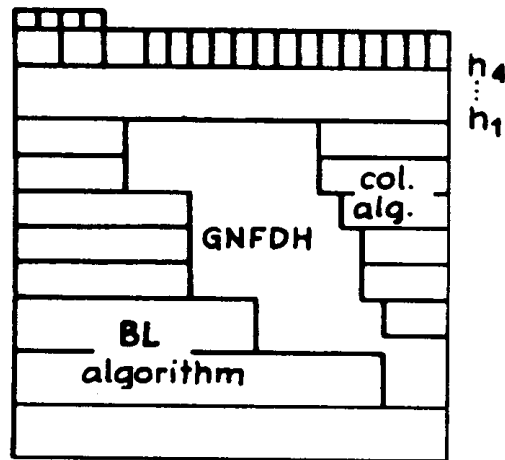 h4
⋮
h1
col.
alg.
GNFDH
BL
algorithm